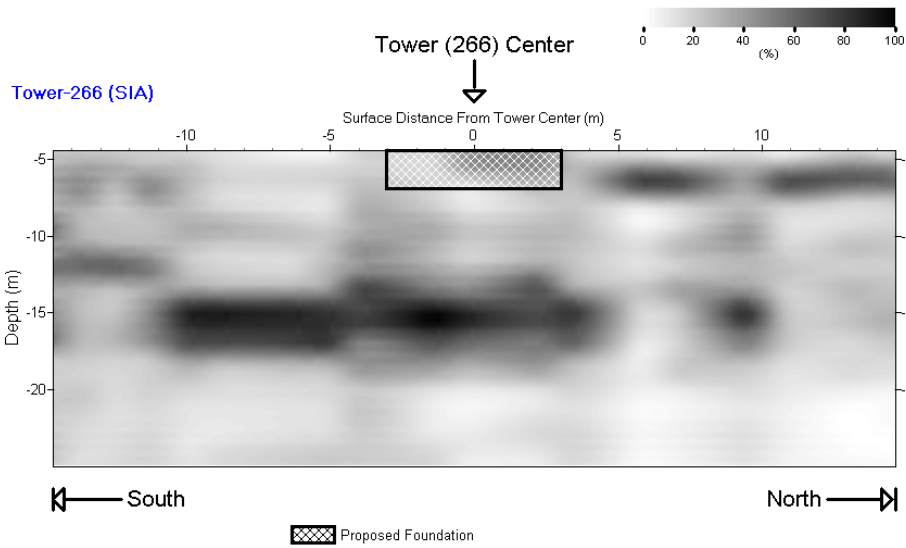 0 20 40 60 80 100
(%)
Tower (266) Center
Tower-266 (SIA)
Surface Distance From Tower Center (m)
-10 -5 0 5 10
-5
-10
-15
-20
Depth (m)
South
North
Proposed Foundation